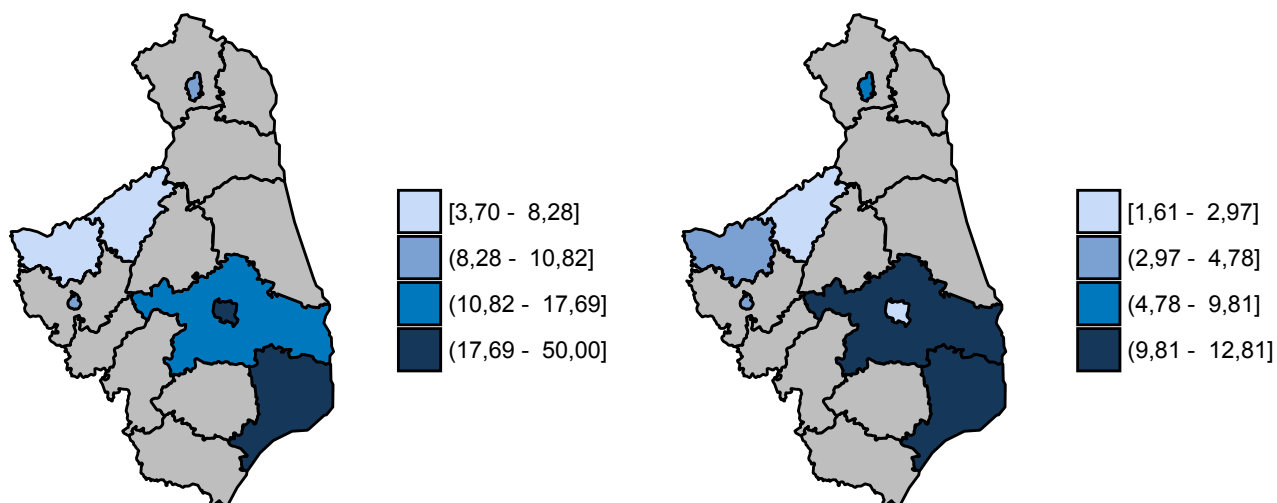 [3,70 - 8,28]
(8,28 - 10,82]
(10,82 - 17,69]
(17,69 - 50,00]
[1,61 - 2,97]
(2,97 - 4,78]
(4,78 - 9,81]
(9,81 - 12,81]